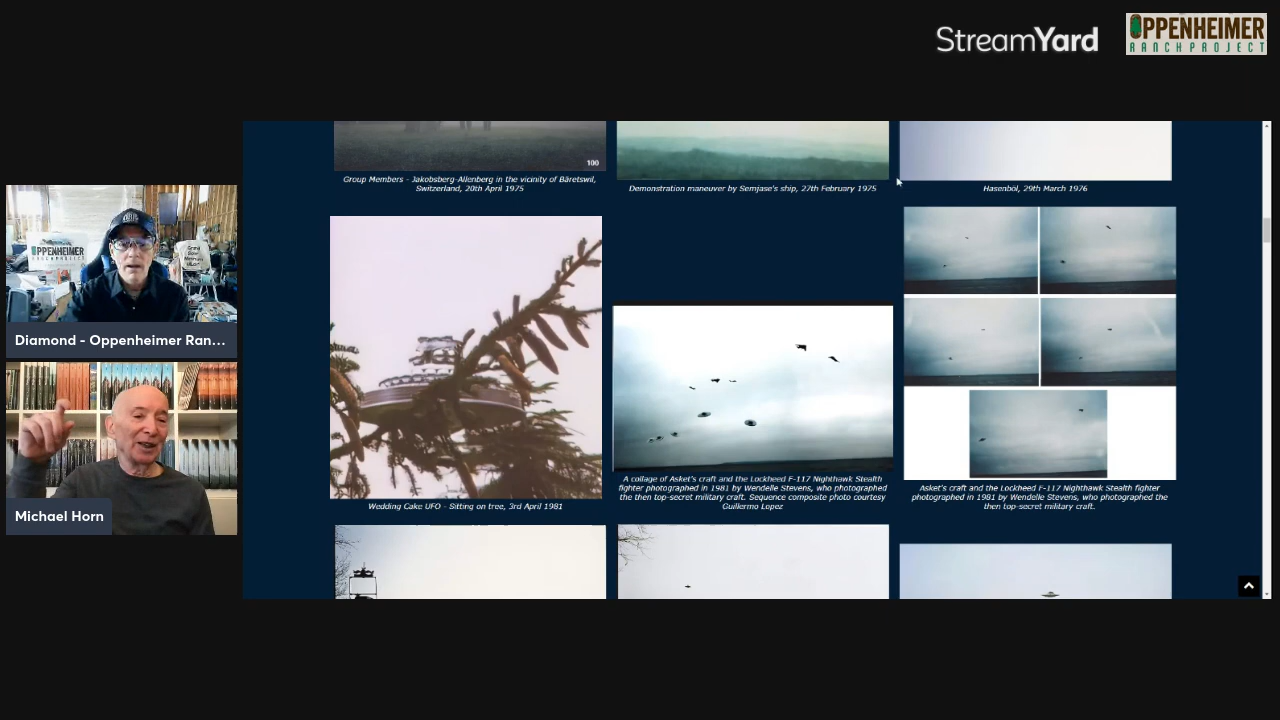 StreamYard
OPPENHEIMER
RANCH PROJECT
100
Group Members - Jakobsberg-Allenberg in the vicinity of Bäretswil,
Switzerland, 20th April 1975
Demonstration maneuver by Semjase's ship, 27th February 1975
Hasenböl, 29th March 1976
OPPENHEIMER
Diamond - Oppenheimer Ran...
Michael Horn
Wedding Cake UFO - Sitting on tree, 3rd April 1981
A collage of Asket's craft and the Lockheed F-117 Nighthawk Stealth
fighter photographed in 1981 by Wendelle Stevens, who photographed
the then top-secret military craft. Sequence composite photo courtesy
Guillermo Lopez
Asket's craft and the Lockheed F-117 Nighthawk Stealth fighter
photographed in 1981 by Wendelle Stevens, who photographed the
then top-secret military craft.